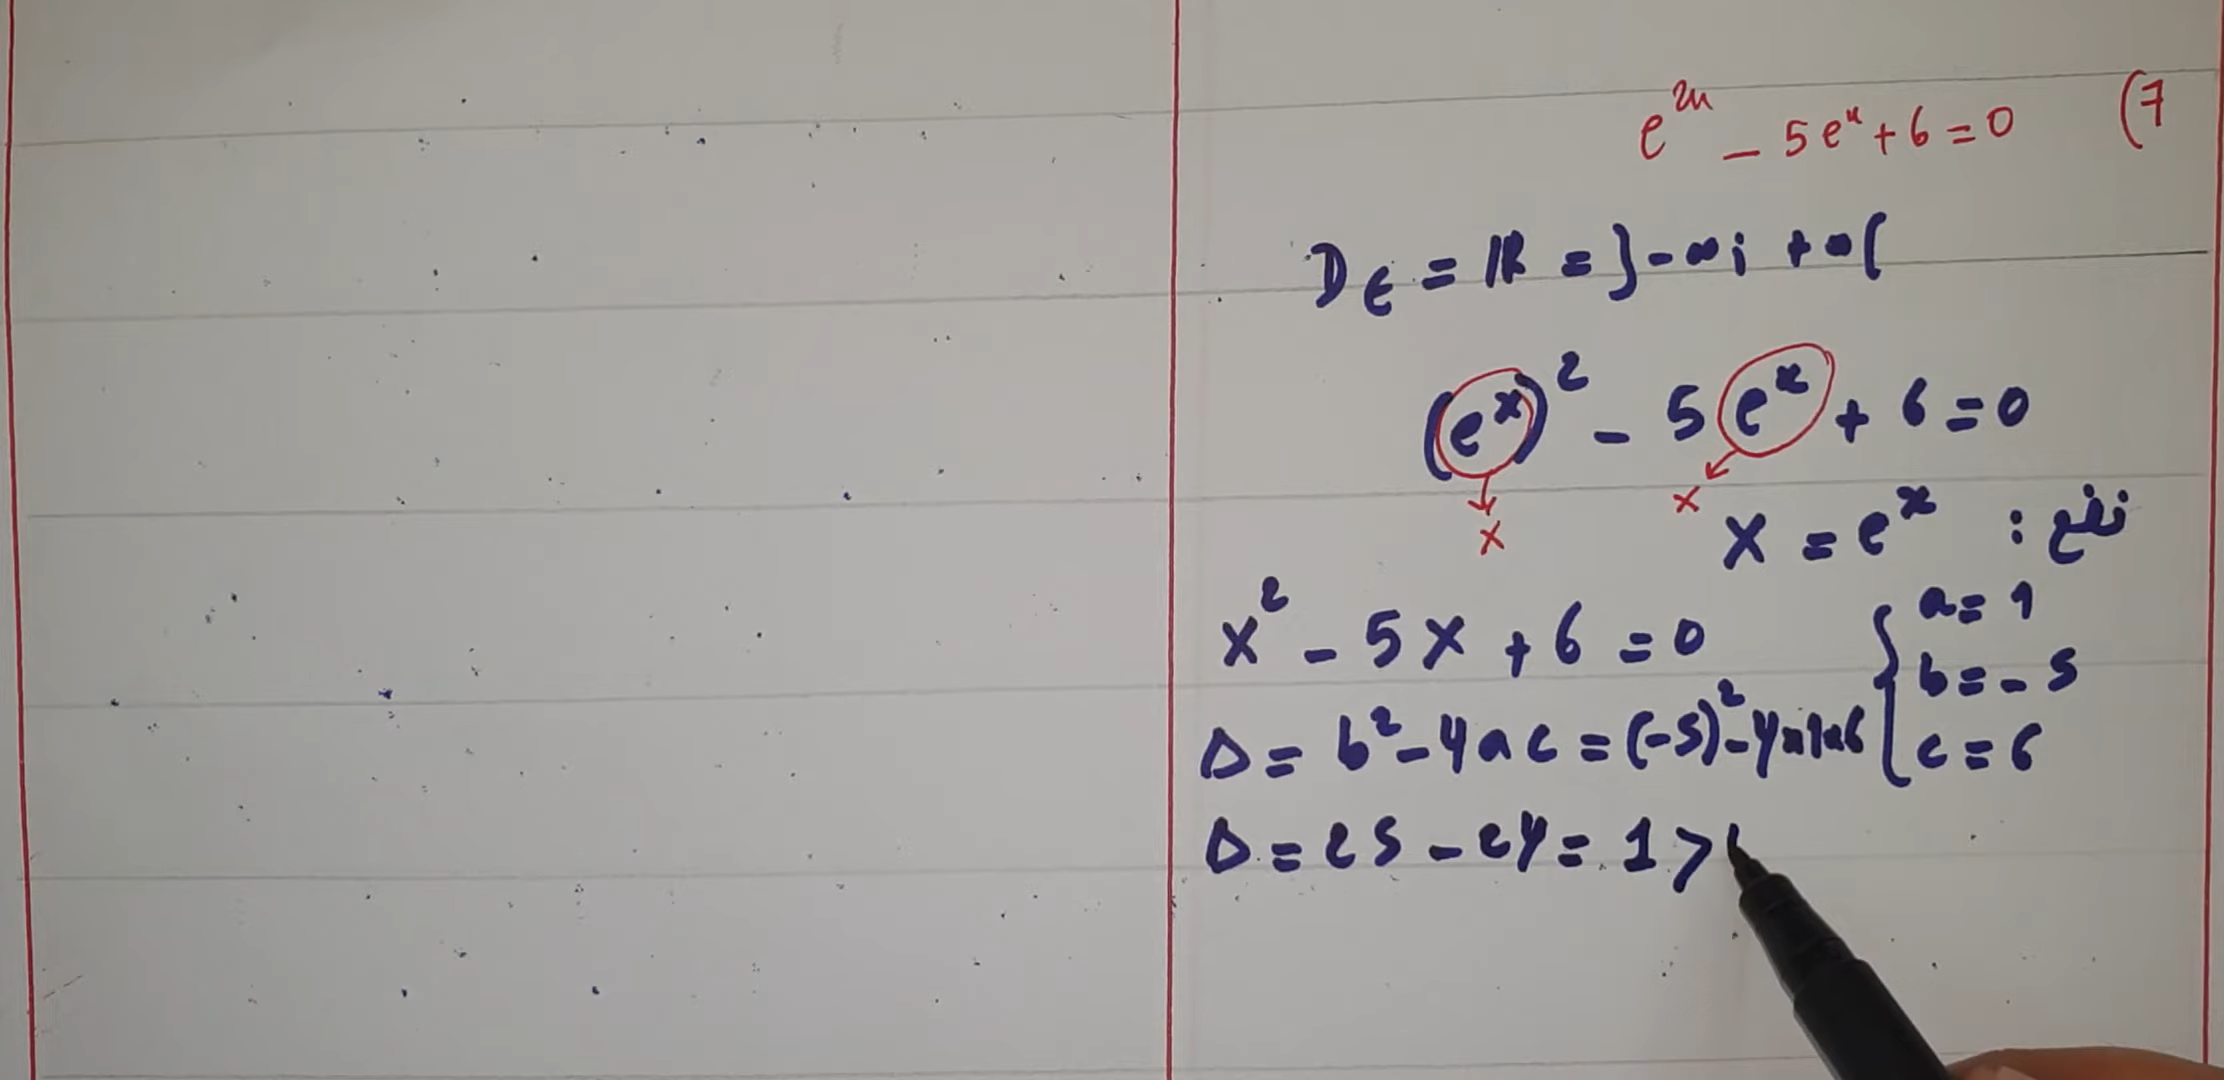 (7 e^{2x} - 5e^x + 6 = 0
D_E = ℝ = ]-∞; +∞[
(e^x)^2 - 5 e^x + 6 = 0
x x
نضع : X = e^x
X^2 - 5X + 6 = 0
a = 1
b = -5
c = 6
Δ = b^2 - 4ac = (-5)^2 - 4×1×6
Δ = 25 - 24 = 1 >